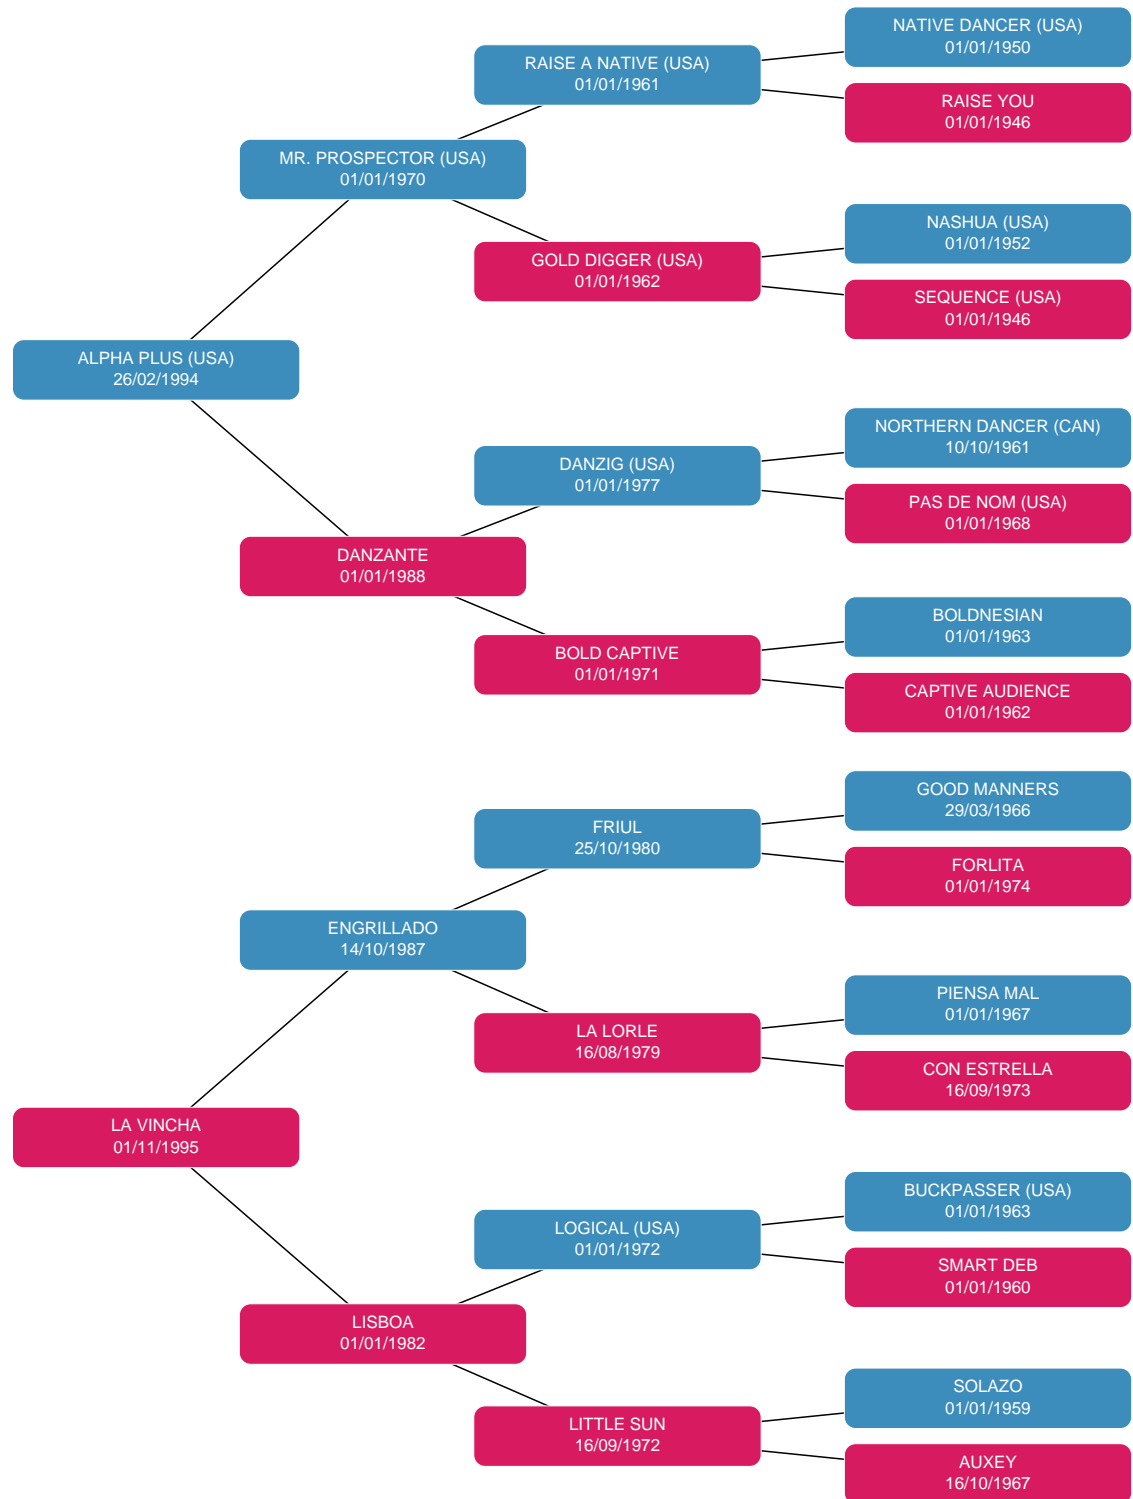 NATIVE DANCER (USA)
01/01/1950
RAISE A NATIVE (USA)
01/01/1961
RAISE YOU
01/01/1946
MR. PROSPECTOR (USA)
01/01/1970
NASHUA (USA)
01/01/1952
GOLD DIGGER (USA)
01/01/1962
SEQUENCE (USA)
01/01/1946
ALPHA PLUS (USA)
26/02/1994
NORTHERN DANCER (CAN)
10/10/1961
DANZIG (USA)
01/01/1977
PAS DE NOM (USA)
01/01/1968
DANZANTE
01/01/1988
BOLDNESIAN
01/01/1963
BOLD CAPTIVE
01/01/1971
CAPTIVE AUDIENCE
01/01/1962
GOOD MANNERS
29/03/1966
FRIUL
25/10/1980
FORLITA
01/01/1974
ENGRILLADO
14/10/1987
PIENSA MAL
01/01/1967
LA LORLE
16/08/1979
CON ESTRELLA
16/09/1973
LA VINCHA
01/11/1995
BUCKPASSER (USA)
01/01/1963
LOGICAL (USA)
01/01/1972
SMART DEB
01/01/1960
LISBOA
01/01/1982
SOLAZO
01/01/1959
LITTLE SUN
16/09/1972
AUXEY
16/10/1967